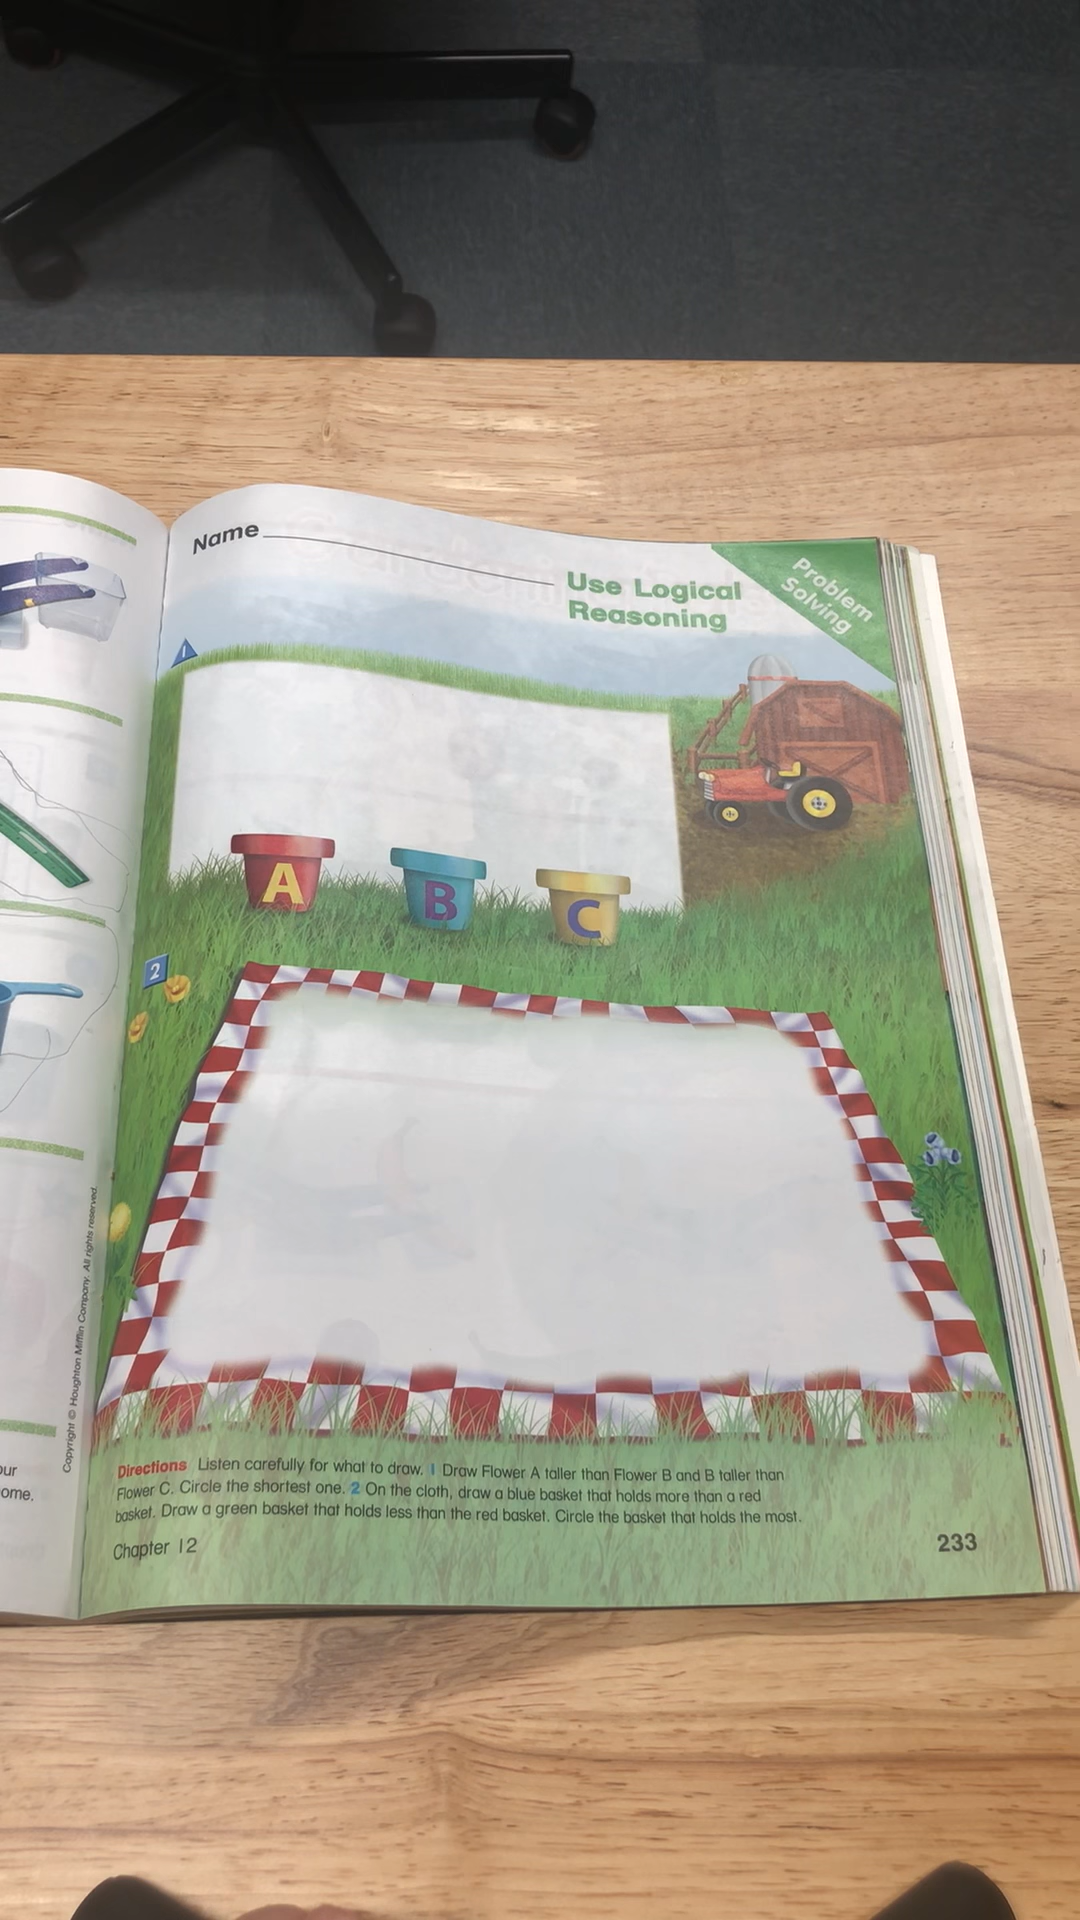 Name
Use Logical
Reasoning
Problem
Solving
1
A
B
C
2
our
ome.
Copyright © Houghton Mifflin Company. All rights reserved.
Directions Listen carefully for what to draw. 1 Draw Flower A taller than Flower B and B taller than
Flower C. Circle the shortest one. 2 On the cloth, draw a blue basket that holds more than a red
basket. Draw a green basket that holds less than the red basket. Circle the basket that holds the most.
Chapter 12
233